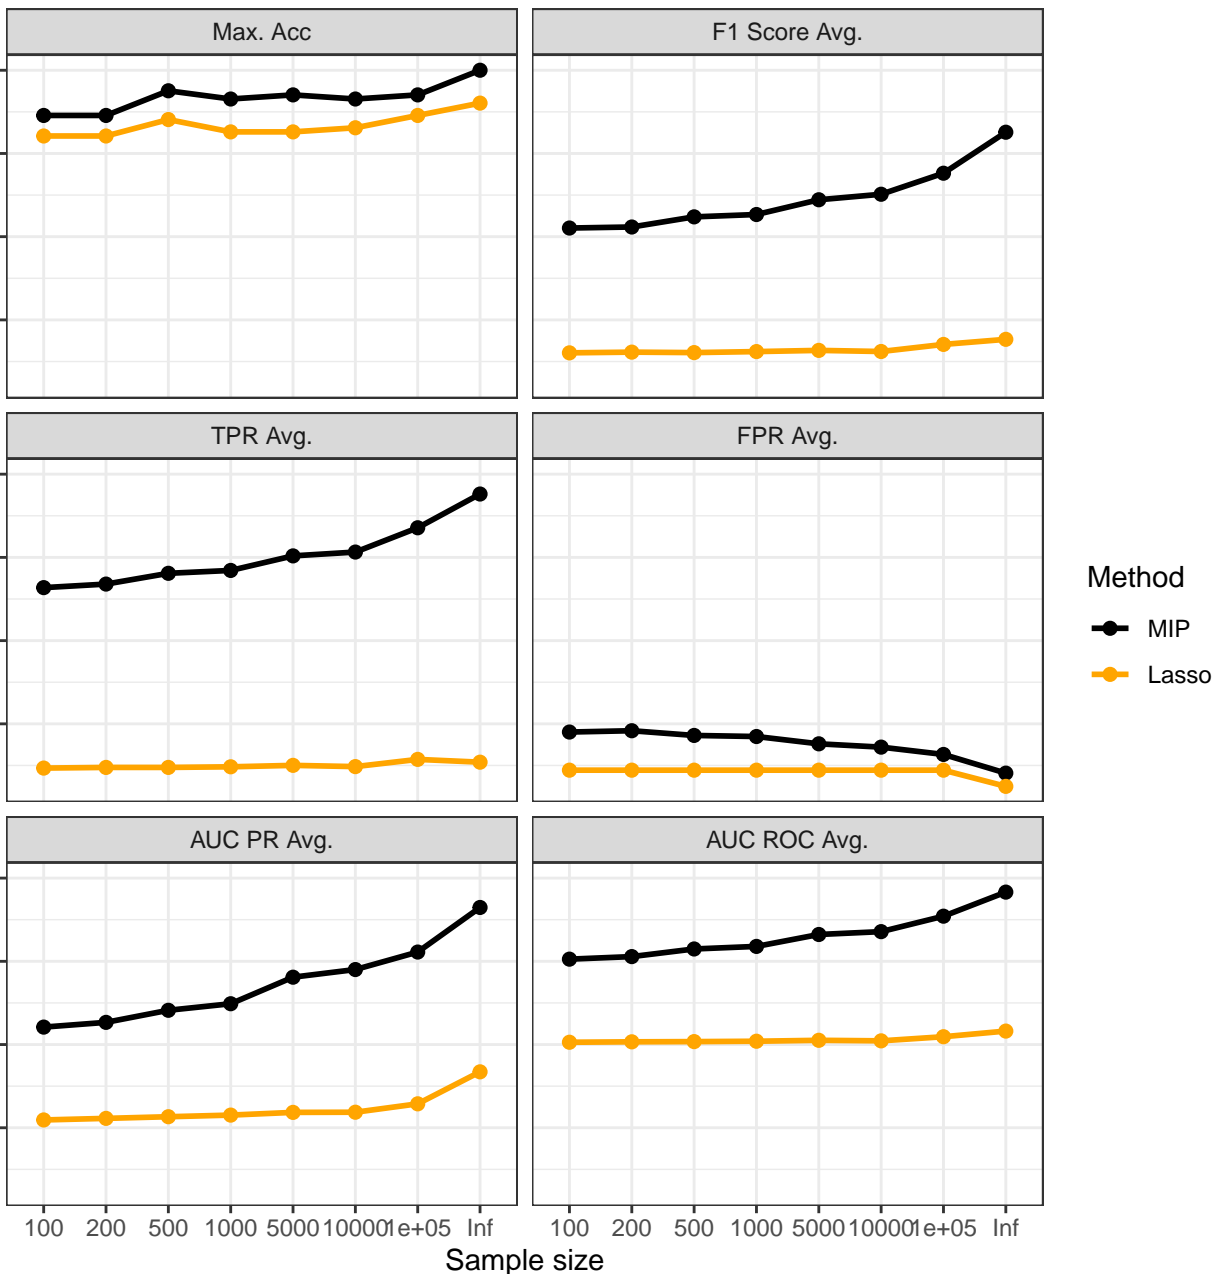 Max. Acc
F1 Score Avg.
TPR Avg.
FPR Avg.
AUC PR Avg.
AUC ROC Avg.
100 200 500 1000 5000 10000 1e+05 Inf
100 200 500 1000 5000 10000 1e+05 Inf
Sample size
Method
MIP
Lasso